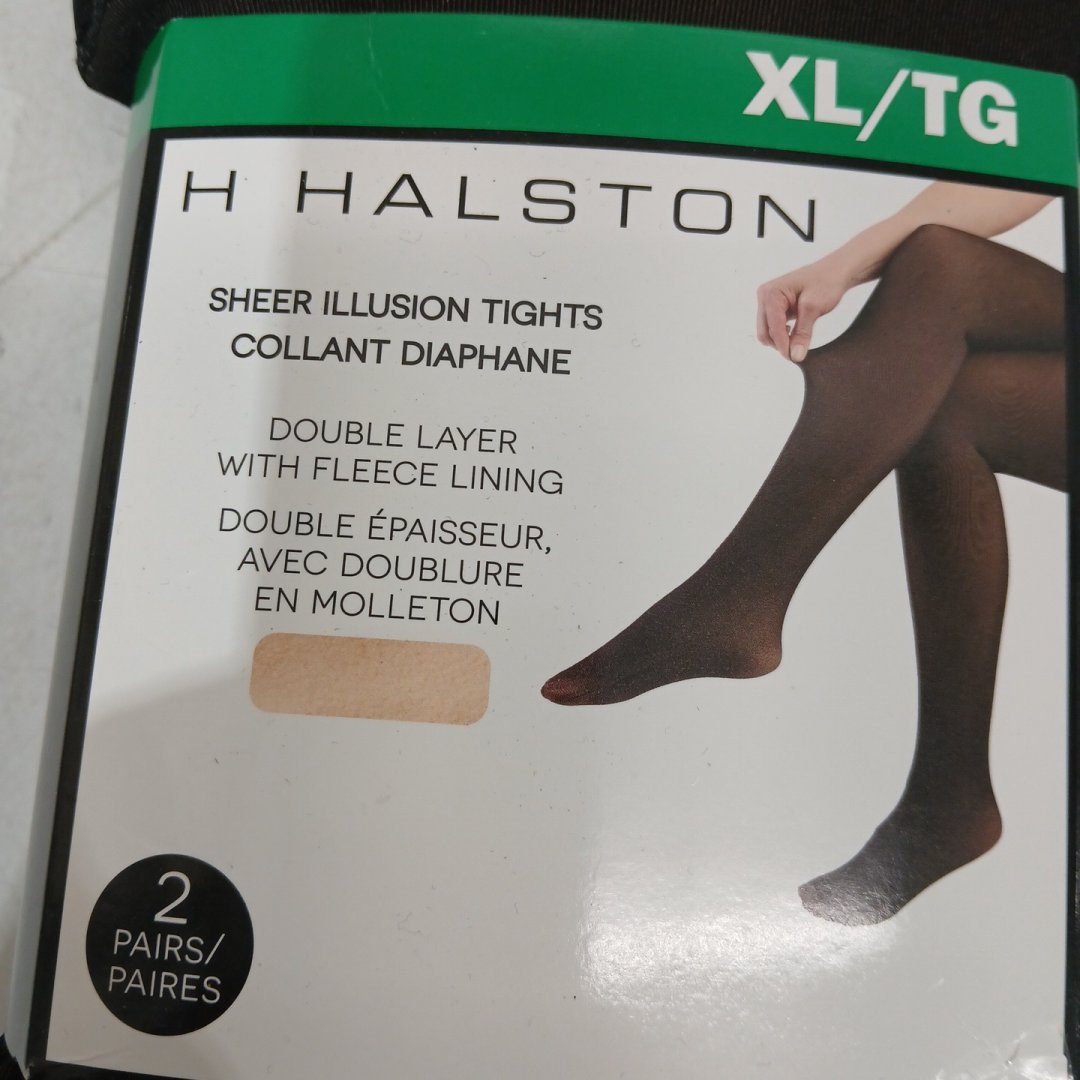 XL/TG
H HALSTON
SHEER ILLUSION TIGHTS
COLLANT DIAPHANE
DOUBLE LAYER
WITH FLEECE LINING
DOUBLE ÉPAISSEUR,
AVEC DOUBLURE
EN MOLLETON
2
PAIRS/
PAIRES